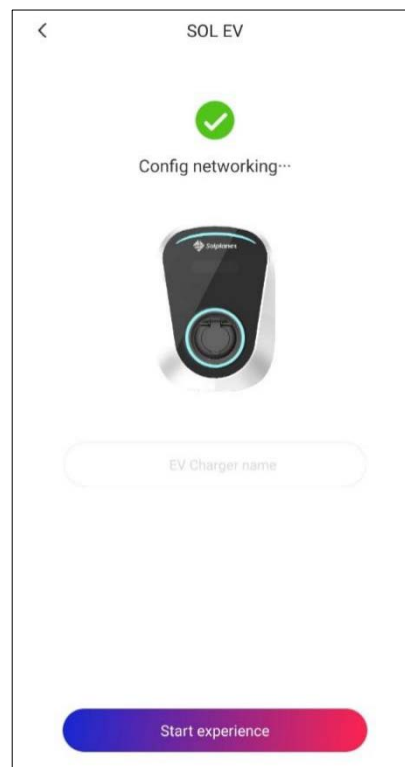 SOL EV
Config networking···
Solplanet
EV Charger name
Start experience